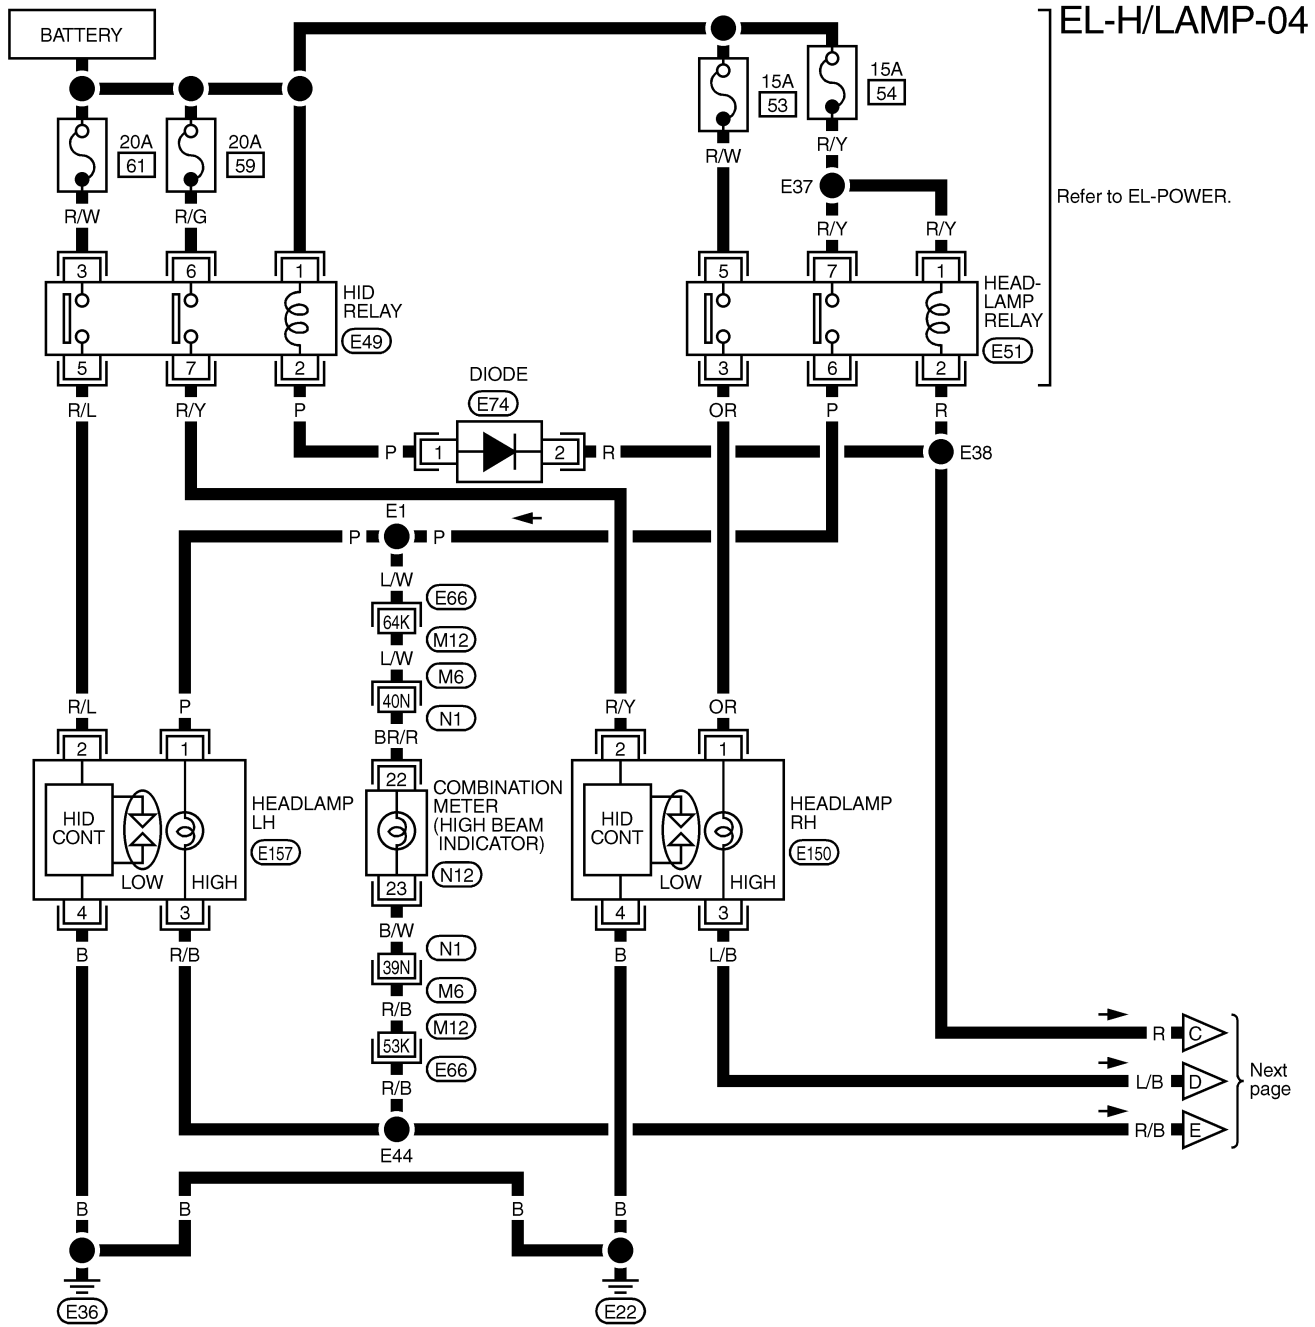 EL-H/LAMP-04
BATTERY
15A
54
15A
53
20A
61
20A
59
R/Y
R/W
E37
Refer to EL-POWER.
R/W
R/G
R/Y
R/Y
3
6
1
5
7
1
HID
RELAY
E49
HEAD-
LAMP
RELAY
E51
5
7
2
3
6
2
DIODE
E74
R/L
R/Y
P
OR
P
R
P
1
2
R
E38
E1
P
P
L/W
E66
64K
M12
L/W
M6
40N
N1
R/L
P
R/Y
OR
BR/R
2
1
22
2
1
COMBINATION
METER
(HIGH BEAM
INDICATOR)
N12
HEADLAMP
LH
E157
HEADLAMP
RH
E150
HID
CONT
HID
CONT
LOW
HIGH
LOW
HIGH
23
4
3
4
3
B/W
N1
B
R/B
B
L/B
39N
M6
R/B
M12
53K
E66
R/B
R
C
L/B
D
R/B
E
Next
page
E44
B
B
B
B
E36
E22